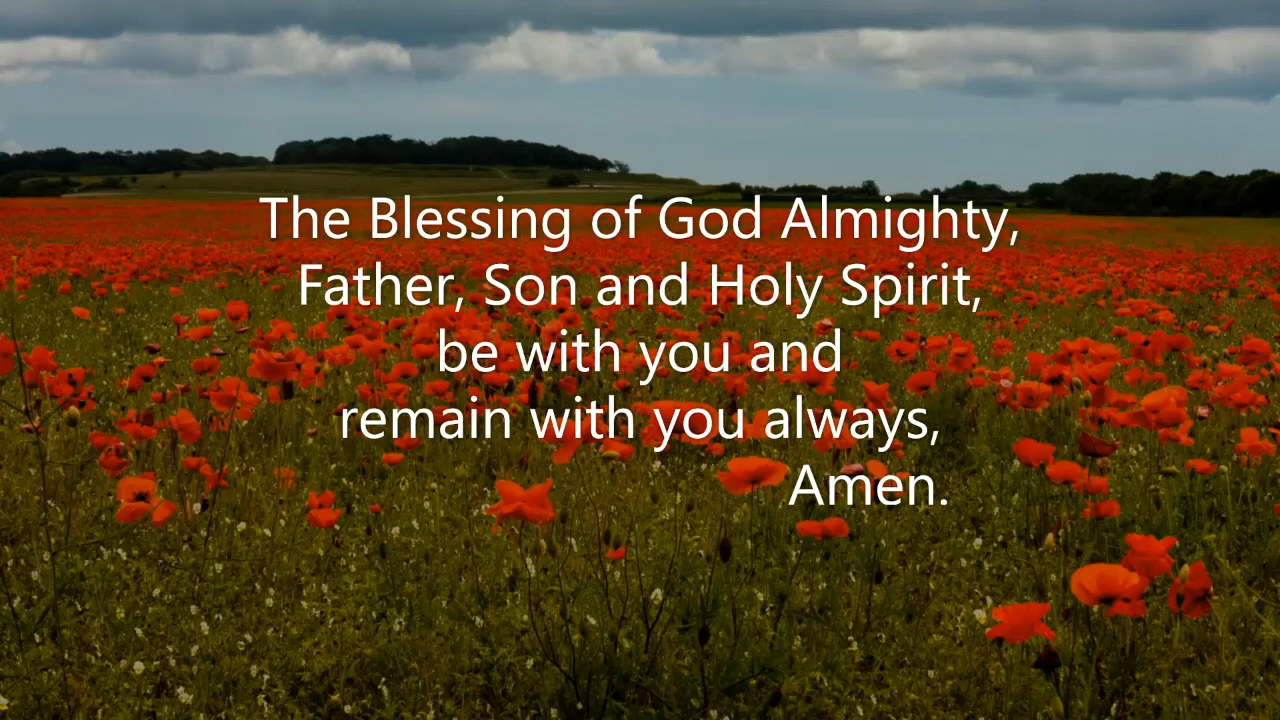 The Blessing of God Almighty,
Father, Son and Holy Spirit,
be with you and
remain with you always,
Amen.